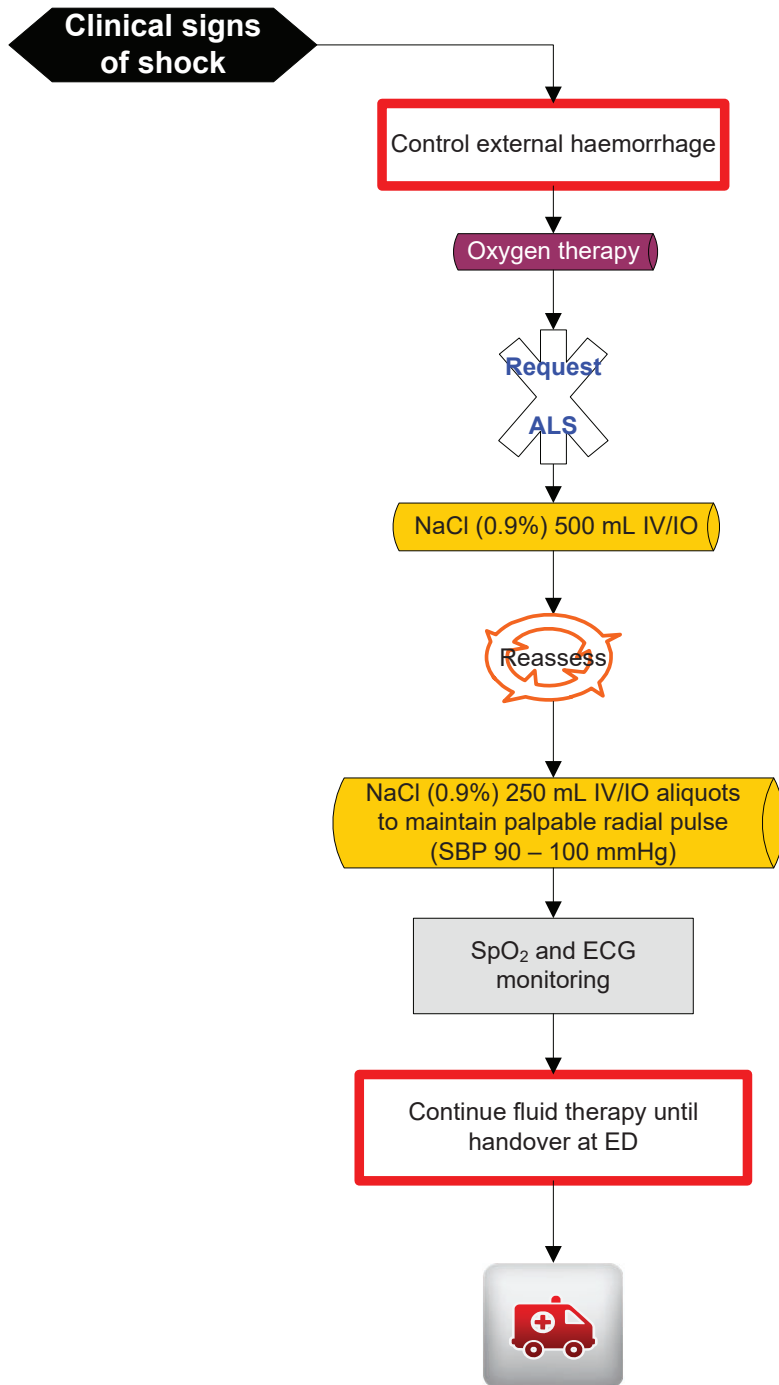 Clinical signs
of shock
Control external haemorrhage
Oxygen therapy
Request
ALS
NaCl (0.9%) 500 mL IV/IO
Reassess
NaCl (0.9%) 250 mL IV/IO aliquots
to maintain palpable radial pulse
(SBP 90 – 100 mmHg)
SpO₂ and ECG
monitoring
Continue fluid therapy until
handover at ED